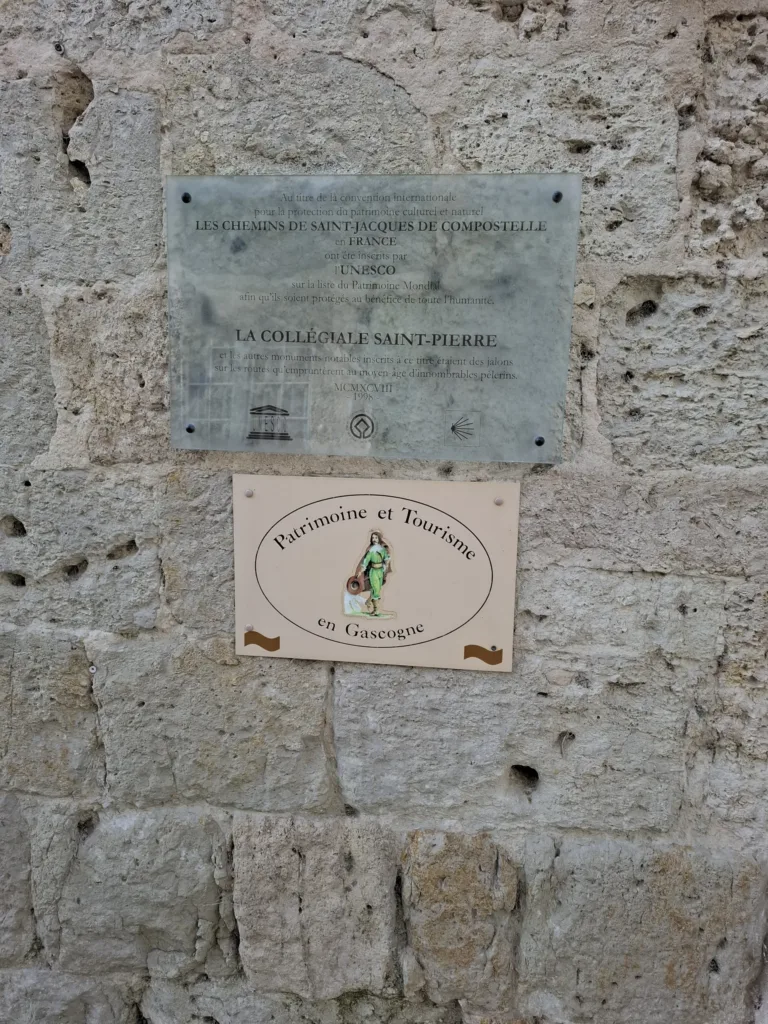 Au titre de la convention internationale
pour la protection du patrimoine culturel et naturel
LES CHEMINS DE SAINT-JACQUES DE COMPOSTELLE
en FRANCE
ont été inscrits par
l'UNESCO
sur la liste du Patrimoine Mondial
afin qu'ils soient protégés au bénéfice de toute l'humanité.
LA COLLÉGIALE SAINT-PIERRE
et les autres monuments notables inscrits à ce titre étaient des jalons
sur les routes qu'empruntèrent au moyen âge d'innombrables pèlerins.
MCMXCVIII
1998
UNESCO
Patrimoine et Tourisme
en Gascogne